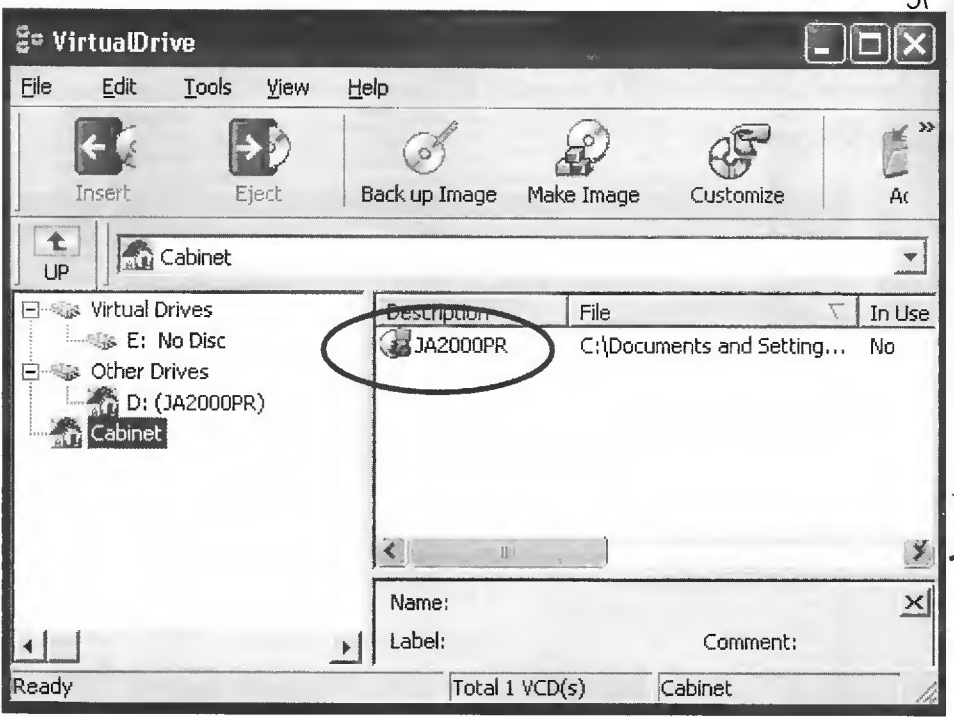 VirtualDrive
File Edit Tools View Help
Insert Eject Back up Image Make Image Customize »
UP Cabinet
Virtual Drives
E: No Disc
Other Drives
D: (JA2000PR)
Cabinet
Description File In Use
JA2000PR C:\Documents and Setting... No
Name:
Label: Comment:
Ready Total 1 VCD(s) Cabinet